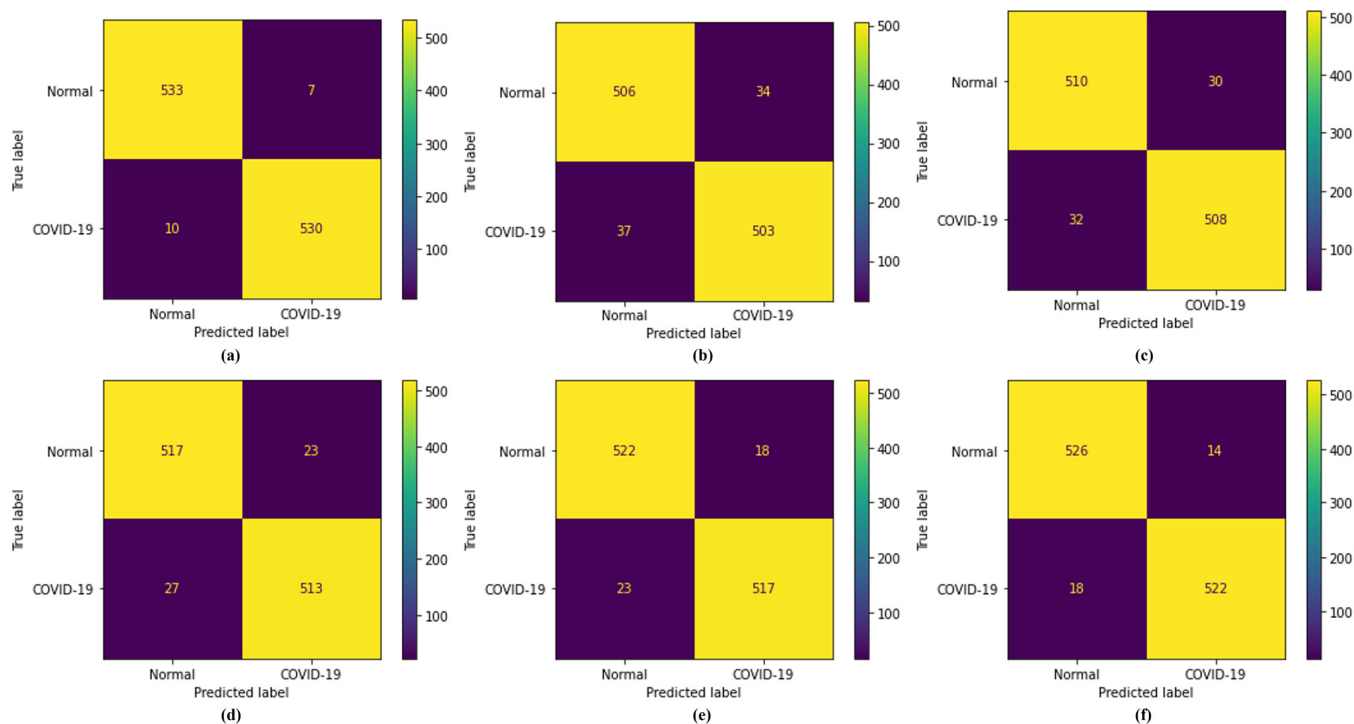 500
Normal
533
7
400
True label
300
200
COVID-19
10
530
100
Normal
COVID-19
Predicted label
(a)
500
Normal
506
34
400
True label
300
200
COVID-19
37
503
100
Normal
COVID-19
Predicted label
(b)
500
Normal
510
30
400
True label
300
200
COVID-19
32
508
100
Normal
COVID-19
Predicted label
(c)
500
Normal
517
23
400
True label
300
200
COVID-19
27
513
100
Normal
COVID-19
Predicted label
(d)
500
Normal
522
18
400
True label
300
200
COVID-19
23
517
100
Normal
COVID-19
Predicted label
(e)
500
Normal
526
14
400
True label
300
200
COVID-19
18
522
100
Normal
COVID-19
Predicted label
(f)